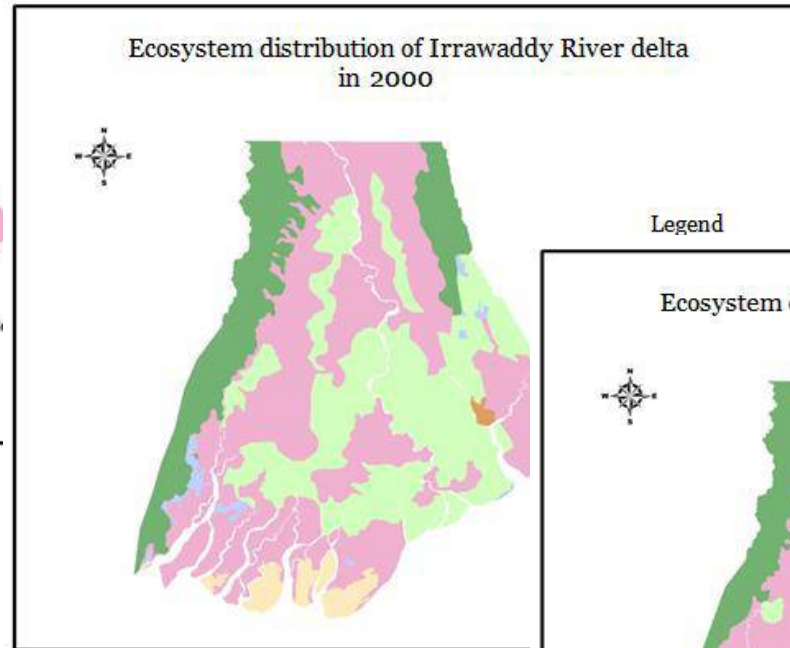 Ecosystem distribution of Irrawaddy River delta
in 2000
N
W E
S
Legend
Ecosystem
N
W E
S